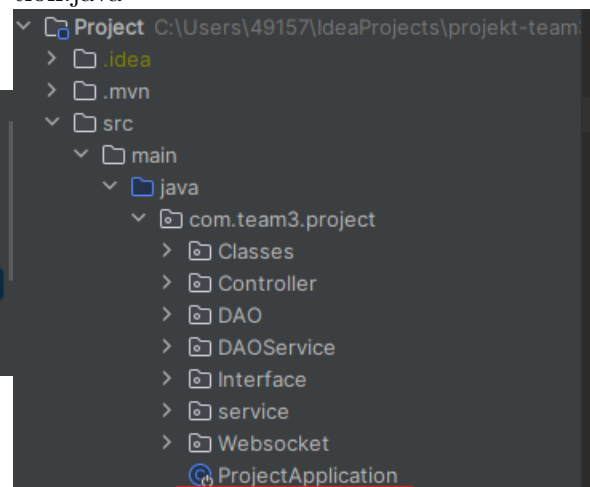 Project C:\Users\49157\IdeaProjects\projekt-team
.idea
.mvn
src
main
java
com.team3.project
Classes
Controller
DAO
DAOService
Interface
service
Websocket
ProjectApplication